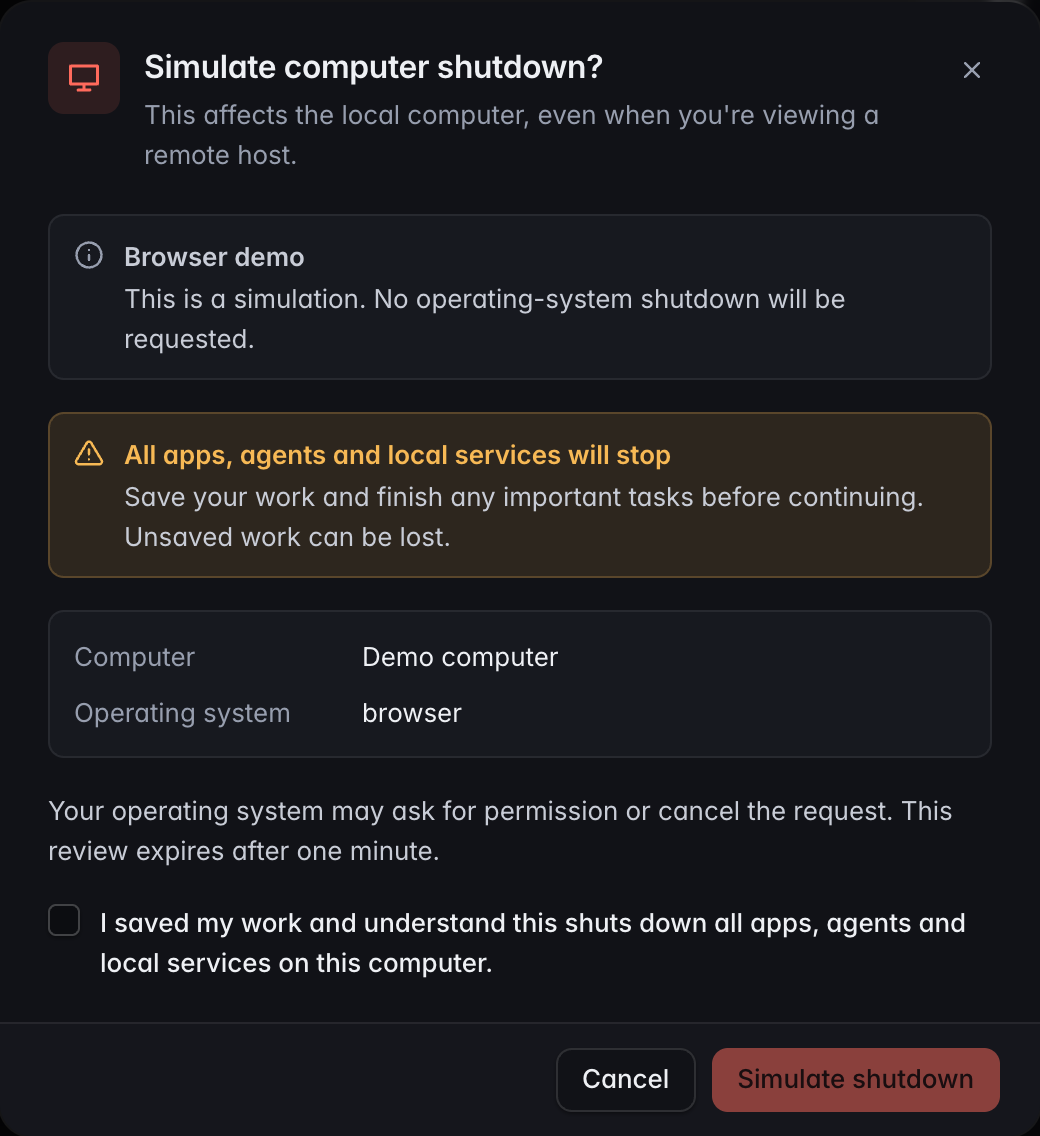 Simulate computer shutdown?
This affects the local computer, even when you're viewing a
remote host.
Browser demo
This is a simulation. No operating-system shutdown will be
requested.
All apps, agents and local services will stop
Save your work and finish any important tasks before continuing.
Unsaved work can be lost.
Computer Demo computer
Operating system browser
Your operating system may ask for permission or cancel the request. This
review expires after one minute.
I saved my work and understand this shuts down all apps, agents and
local services on this computer.
Cancel Simulate shutdown